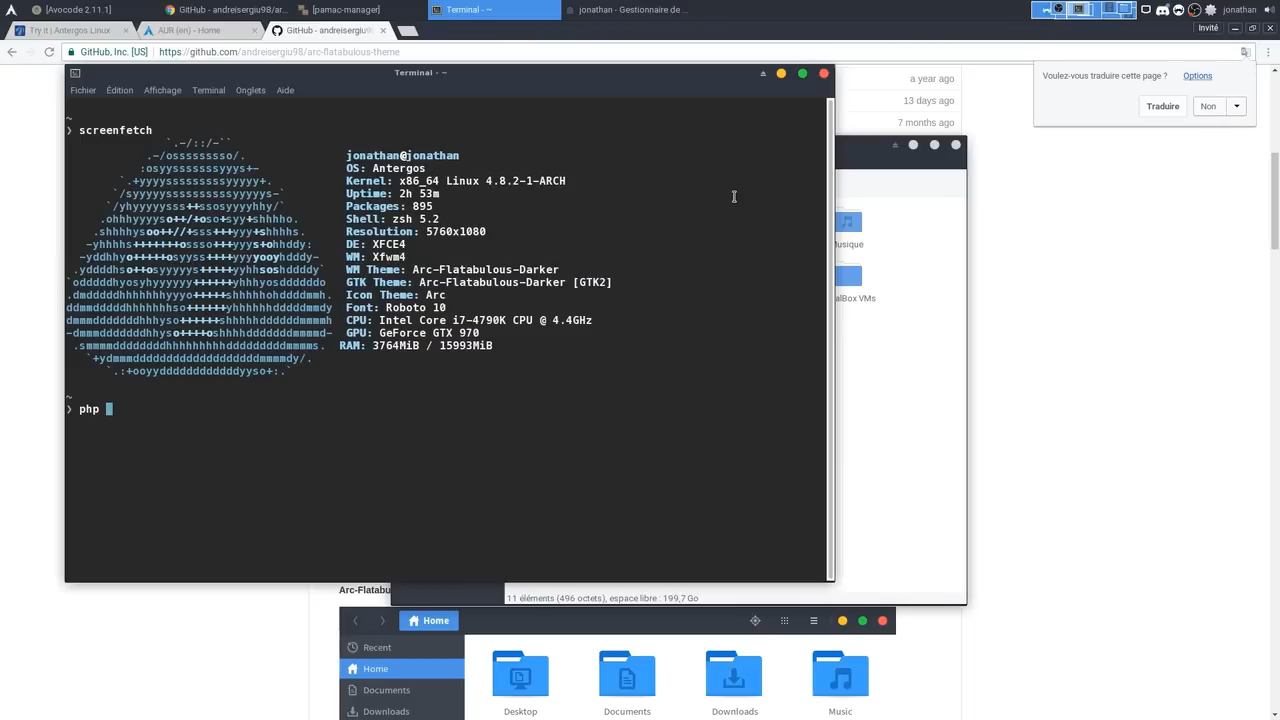 [Avocode 2.11.1]
GitHub - andreisergiu98/ar...
[pamac-manager]
Terminal - ~
jonathan - Gestionnaire de ...
jonathan
Try it | Antergos Linux
AUR (en) - Home
GitHub - andreisergiu9
Invité
GitHub, Inc. [US]
https://github.com/andreisergiu98/arc-flatabulous-theme
a year ago
13 days ago
7 months ago
Voulez-vous traduire cette page ?
Options
Traduire
Non
Terminal - ~
Fichier
Édition
Affichage
Terminal
Onglets
Aide
~
❯ screenfetch
jonathan@jonathan
OS: Antergos
Kernel: x86_64 Linux 4.8.2-1-ARCH
Uptime: 2h 53m
Packages: 895
Shell: zsh 5.2
Resolution: 5760x1080
DE: XFCE4
WM: Xfwm4
WM Theme: Arc-Flatabulous-Darker
GTK Theme: Arc-Flatabulous-Darker [GTK2]
Icon Theme: Arc
Font: Roboto 10
CPU: Intel Core i7-4790K CPU @ 4.4GHz
GPU: GeForce GTX 970
RAM: 3764MiB / 15993MiB
~
❯ php
usique
alBox VMs
11 éléments (496 octets), espace libre : 199,7 Go
Arc-Flatabu
Home
Recent
Home
Documents
Downloads
Desktop
Documents
Downloads
Music